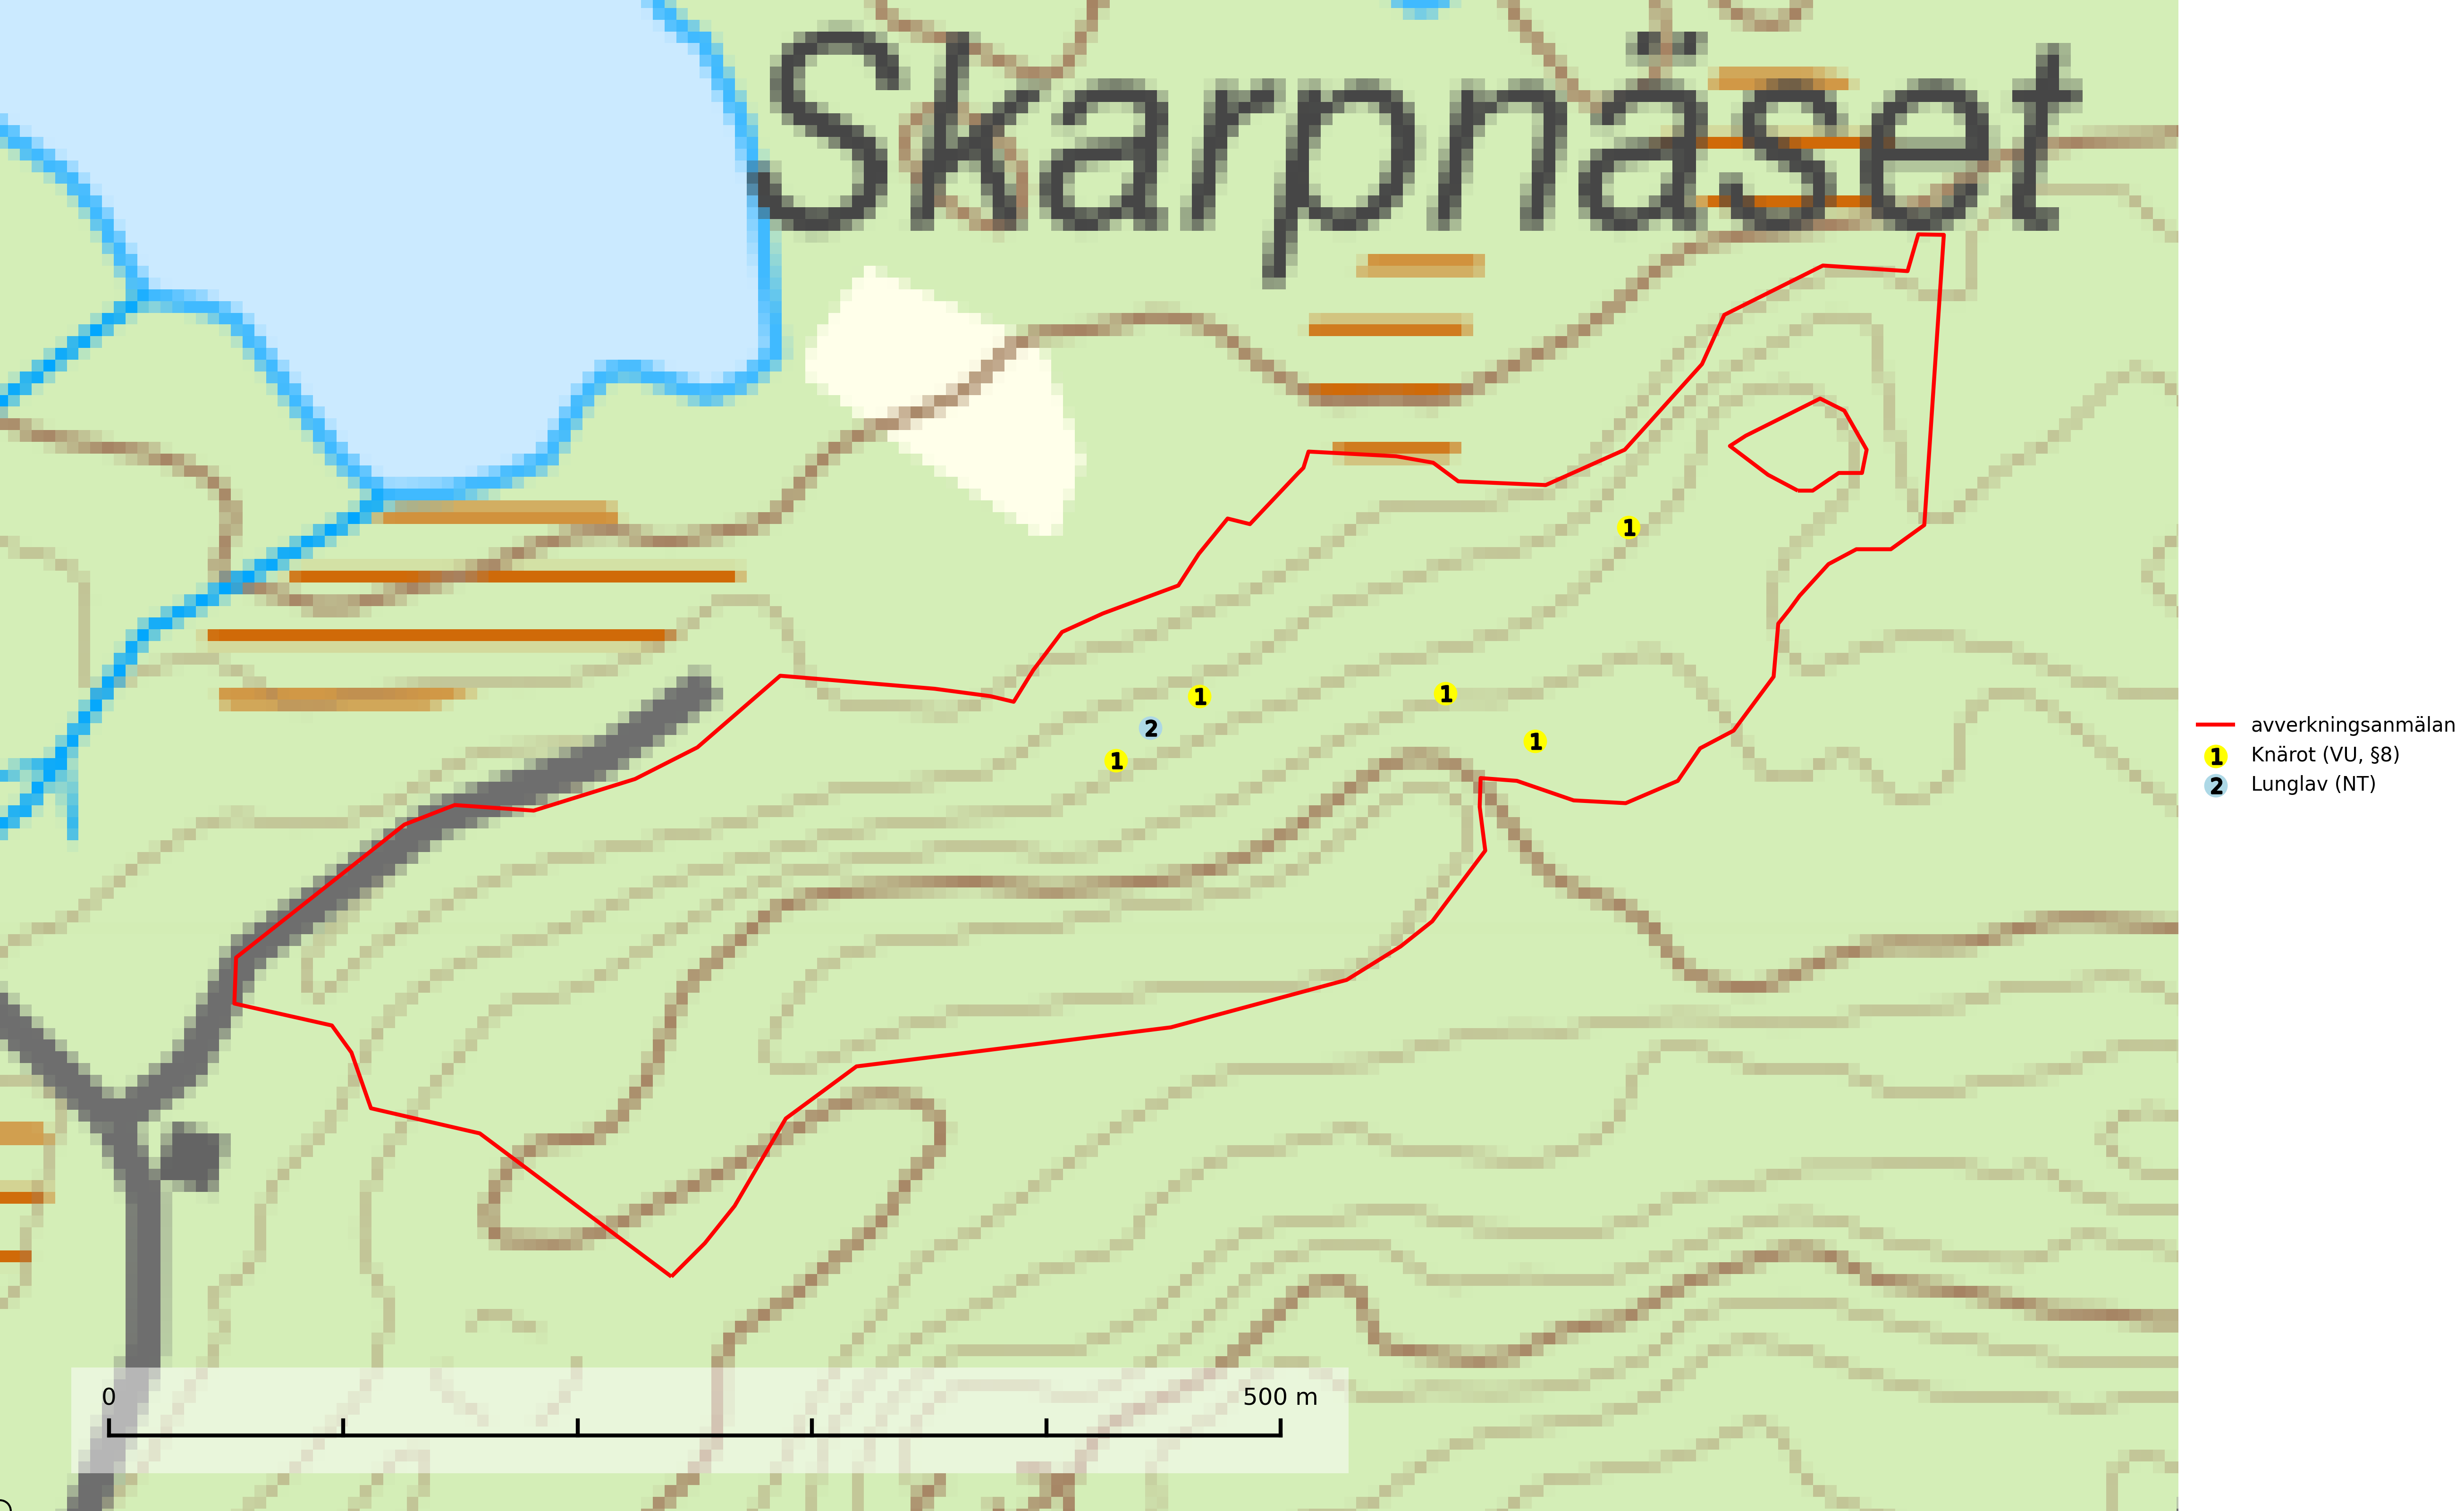 Skarpnäset
1
1
1
2
1
1
avverkningsanmälan
1 Knärot (VU, §8)
2 Lunglav (NT)
0 500 m